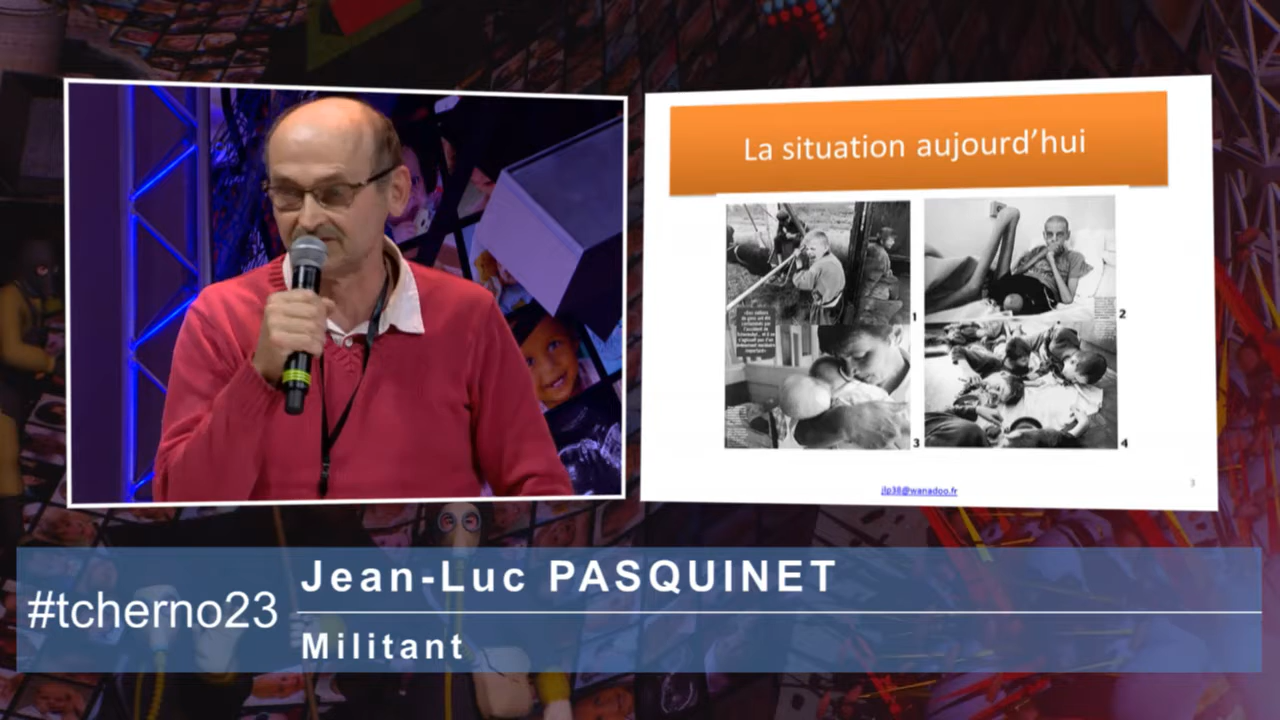 La situation aujourd'hui
1
2
3
4
jlp38@wanadoo.fr
3
#tcherno23
Jean-Luc PASQUINET
Militant